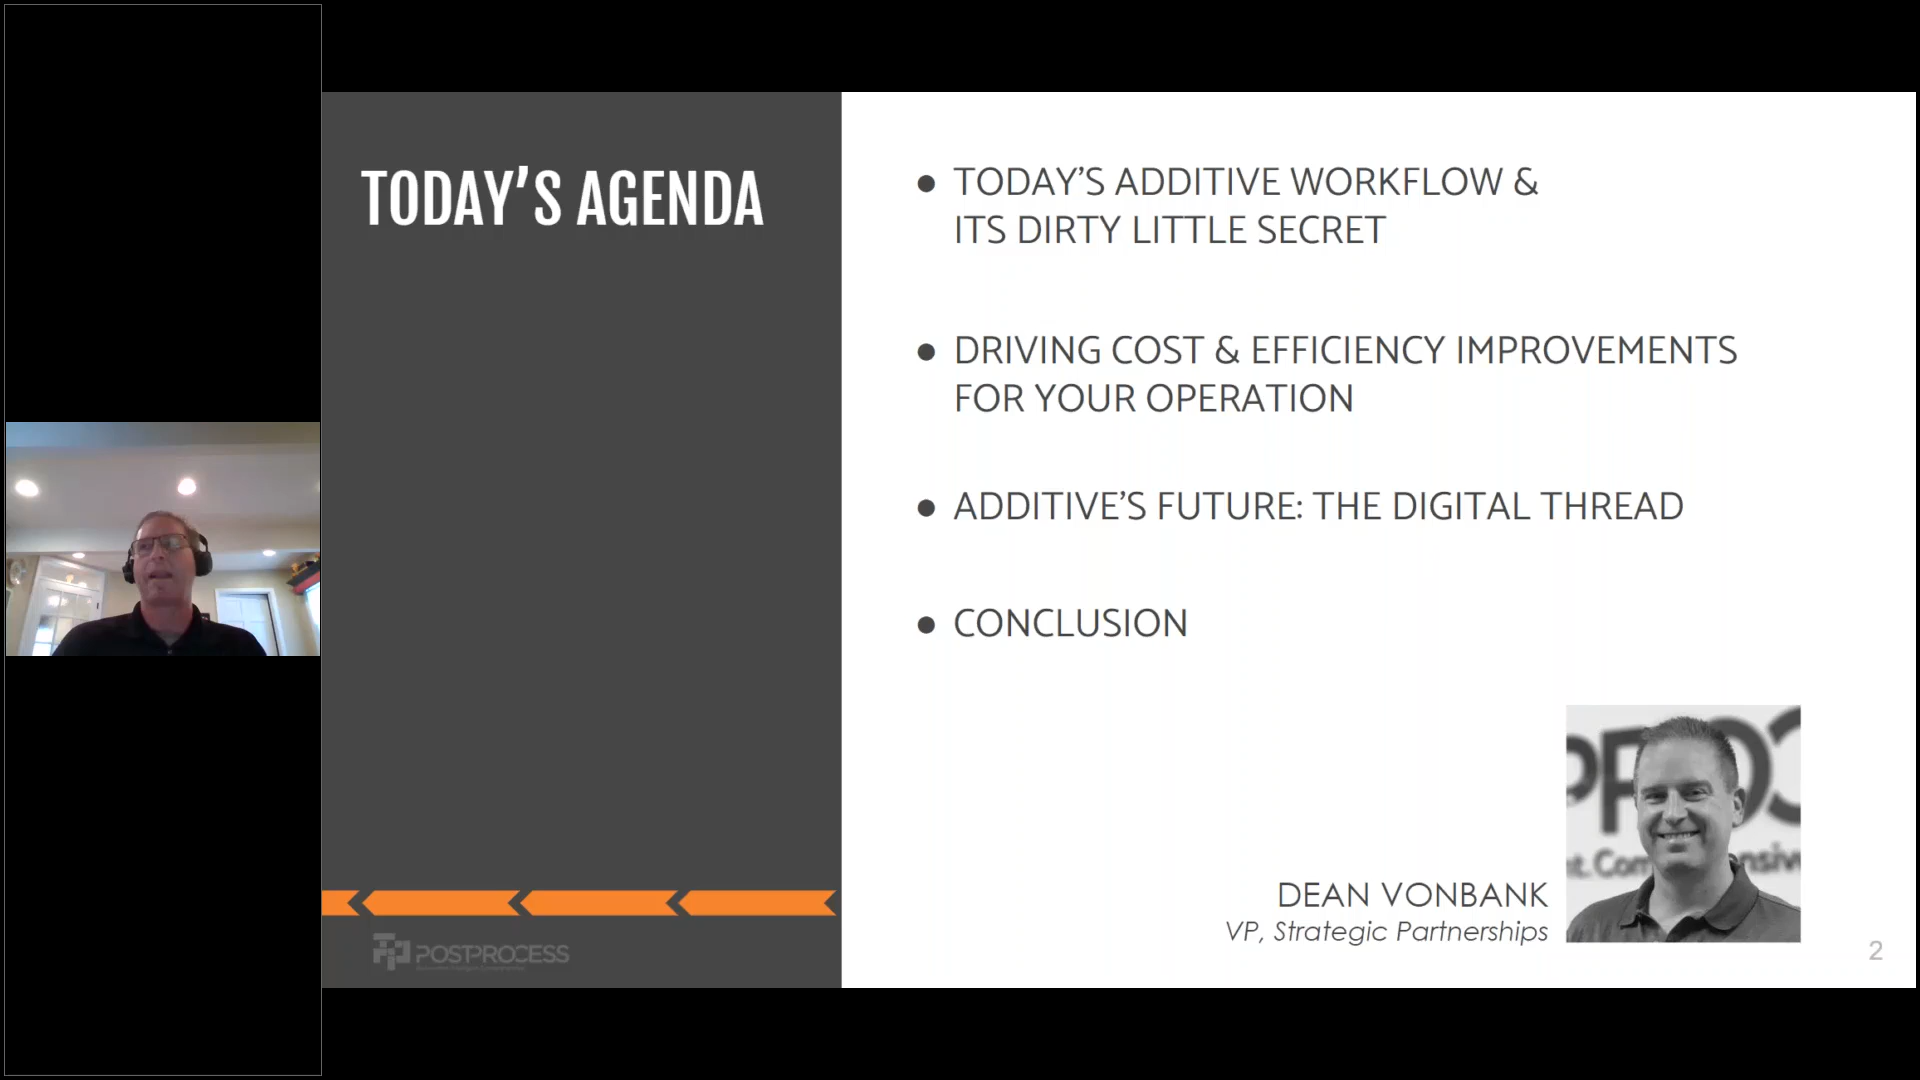 TODAY'S AGENDA
● TODAY'S ADDITIVE WORKFLOW &
ITS DIRTY LITTLE SECRET
● DRIVING COST & EFFICIENCY IMPROVEMENTS
FOR YOUR OPERATION
● ADDITIVE'S FUTURE: THE DIGITAL THREAD
● CONCLUSION
DEAN VONBANK
VP, Strategic Partnerships
POSTPROCESS
2